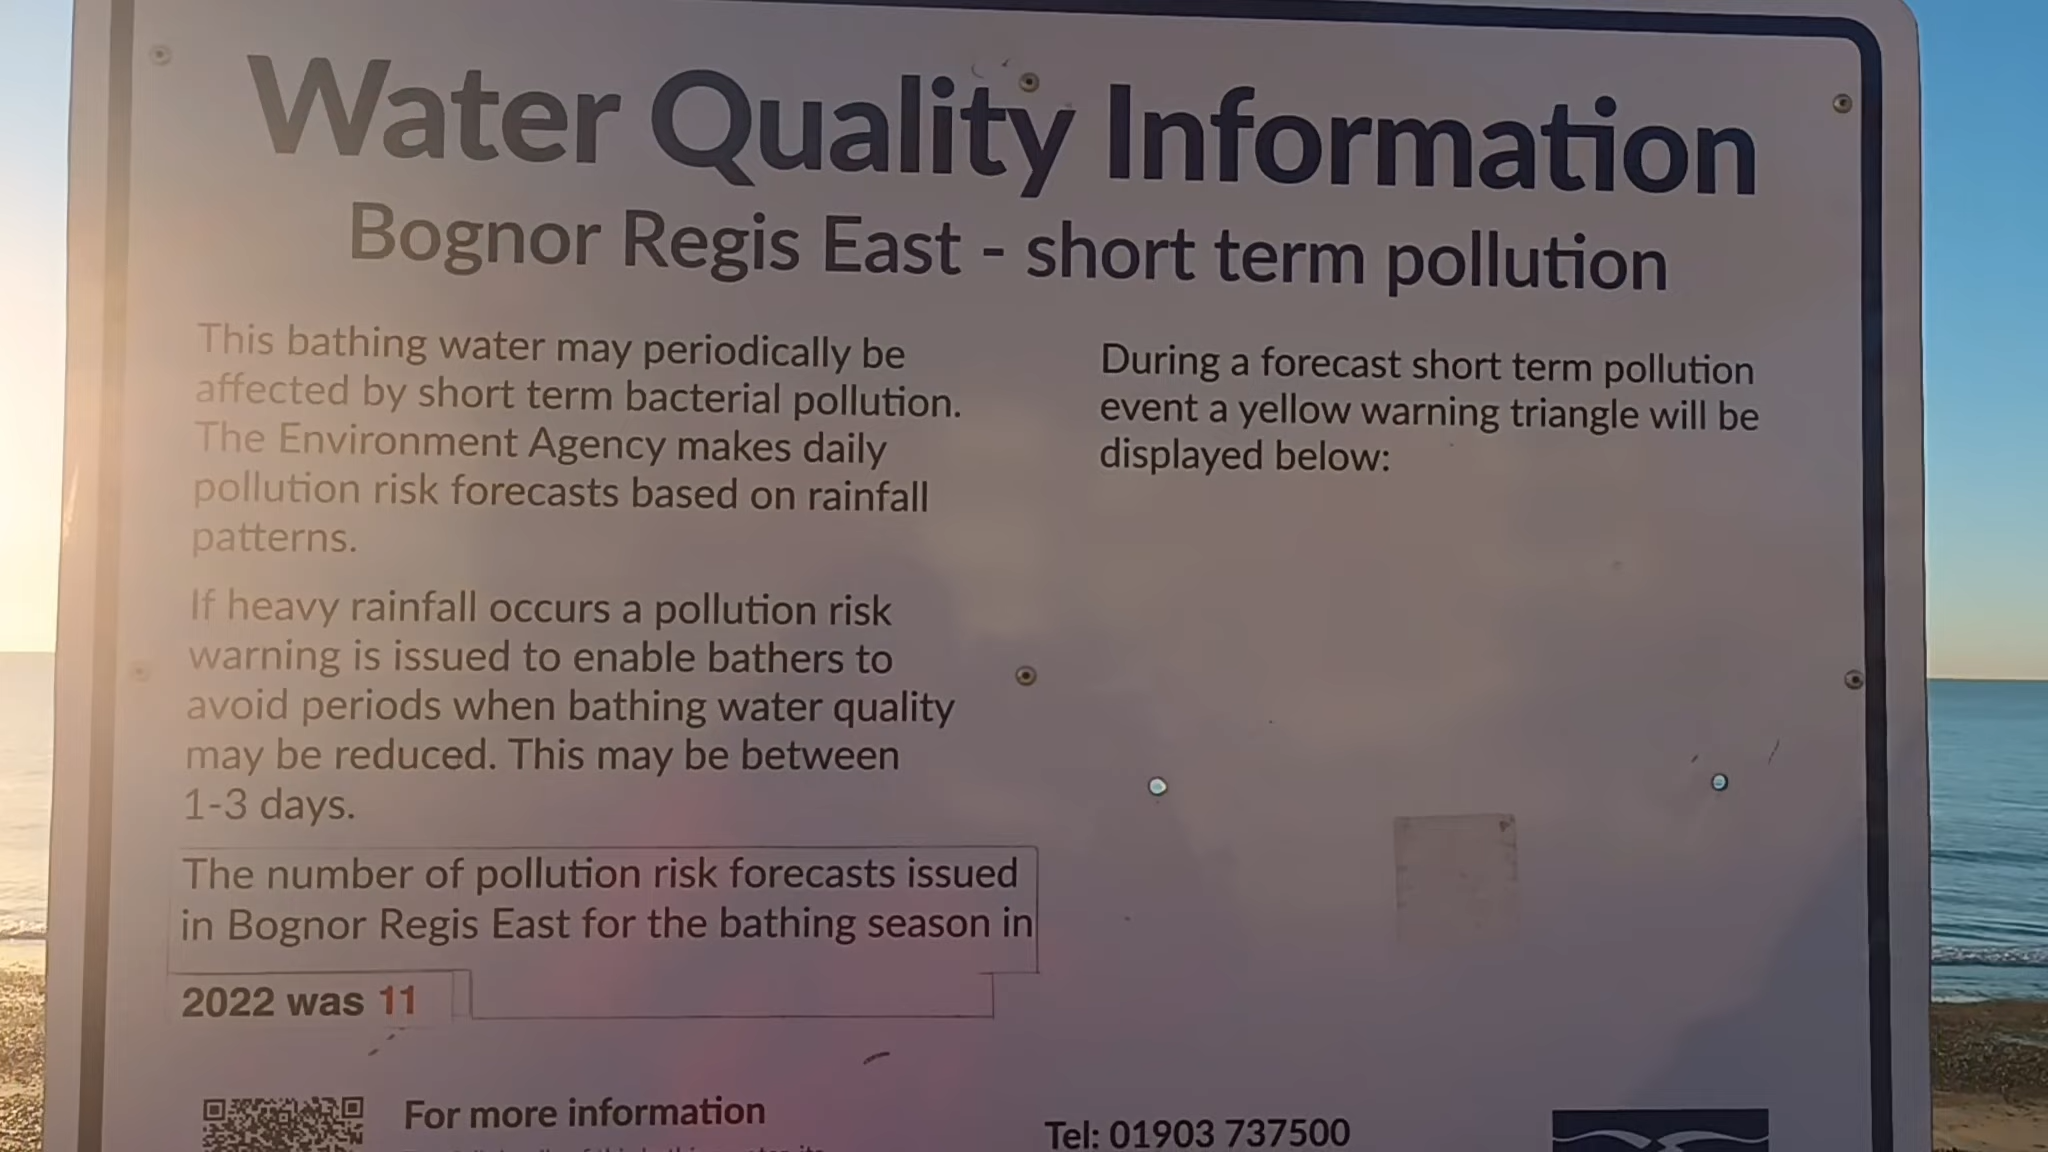 Water Quality Information
Bognor Regis East - short term pollution
This bathing water may periodically be
affected by short term bacterial pollution.
The Environment Agency makes daily
pollution risk forecasts based on rainfall
patterns.
If heavy rainfall occurs a pollution risk
warning is issued to enable bathers to
avoid periods when bathing water quality
may be reduced. This may be between
1-3 days.
The number of pollution risk forecasts issued
in Bognor Regis East for the bathing season in
2022 was 11
During a forecast short term pollution
event a yellow warning triangle will be
displayed below:
For more information
Tel: 01903 737500